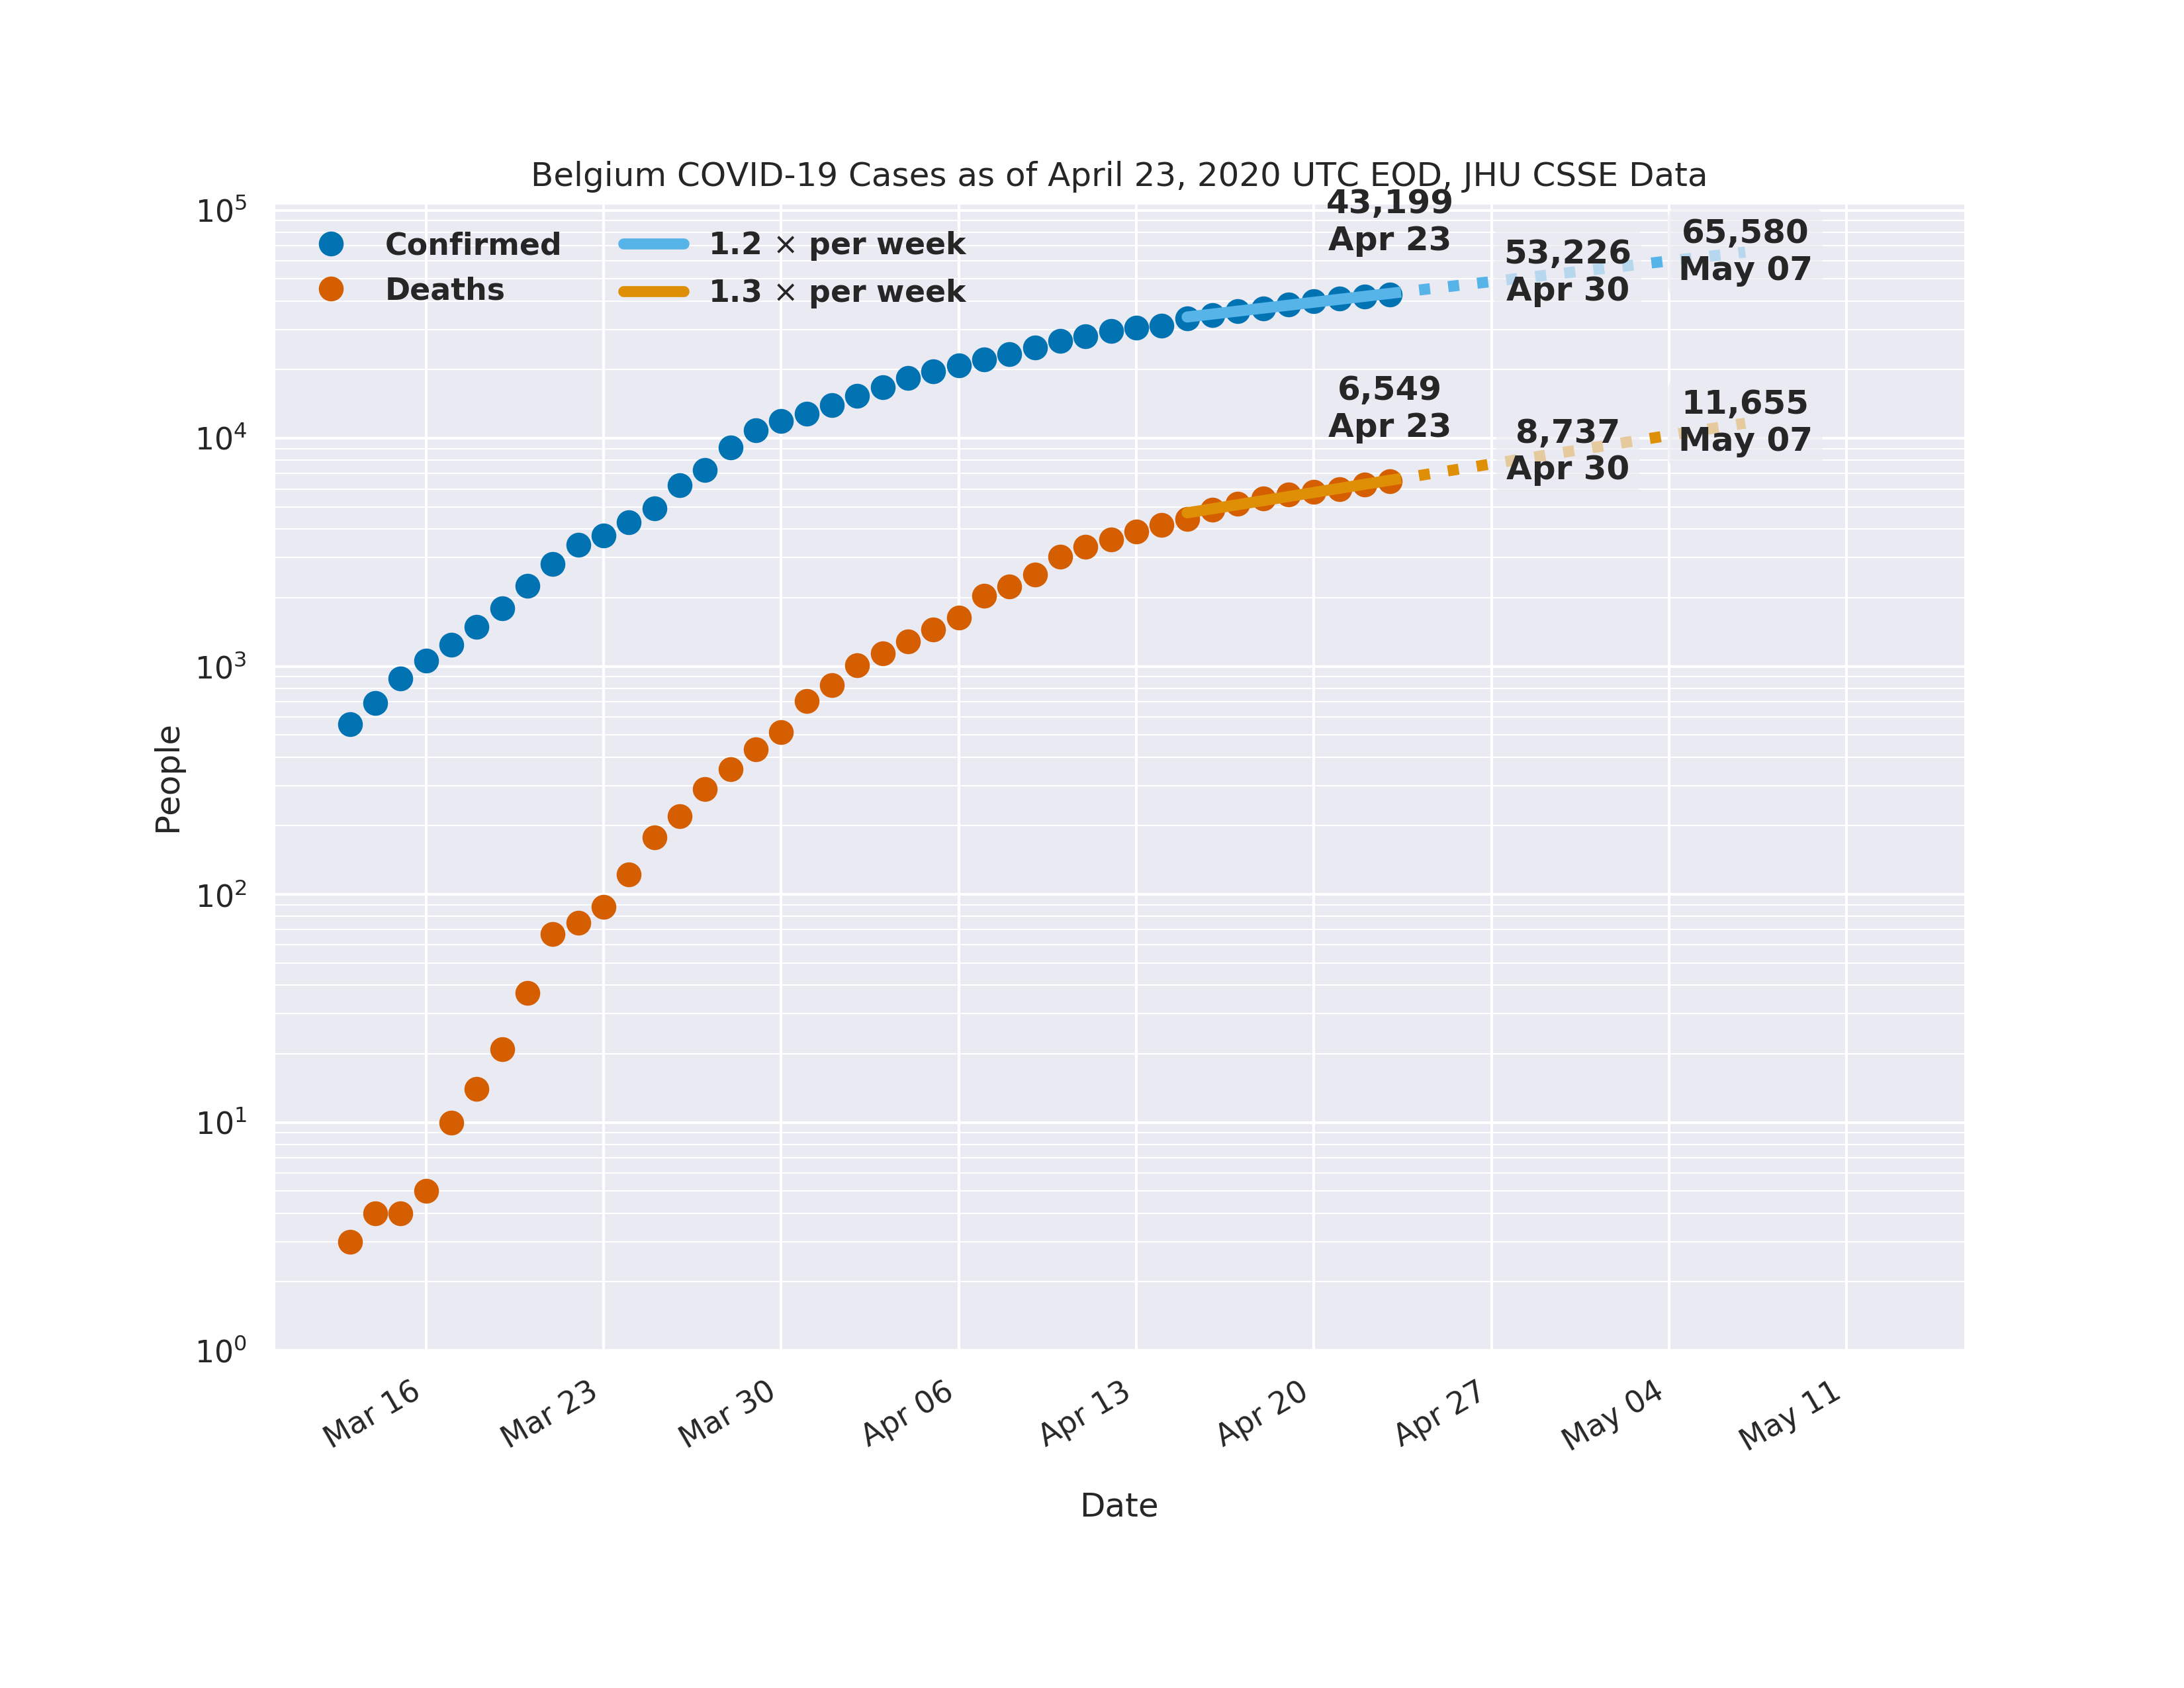 Belgium COVID-19 Cases as of April 23, 2020 UTC EOD, JHU CSSE Data
Confirmed
Deaths
1.2 × per week
1.3 × per week
43,199
Apr 23
53,226
Apr 30
65,580
May 07
6,549
Apr 23
8,737
Apr 30
11,655
May 07
People
10⁵
10⁴
10³
10²
10¹
10⁰
Mar 16
Mar 23
Mar 30
Apr 06
Apr 13
Apr 20
Apr 27
May 04
May 11
Date